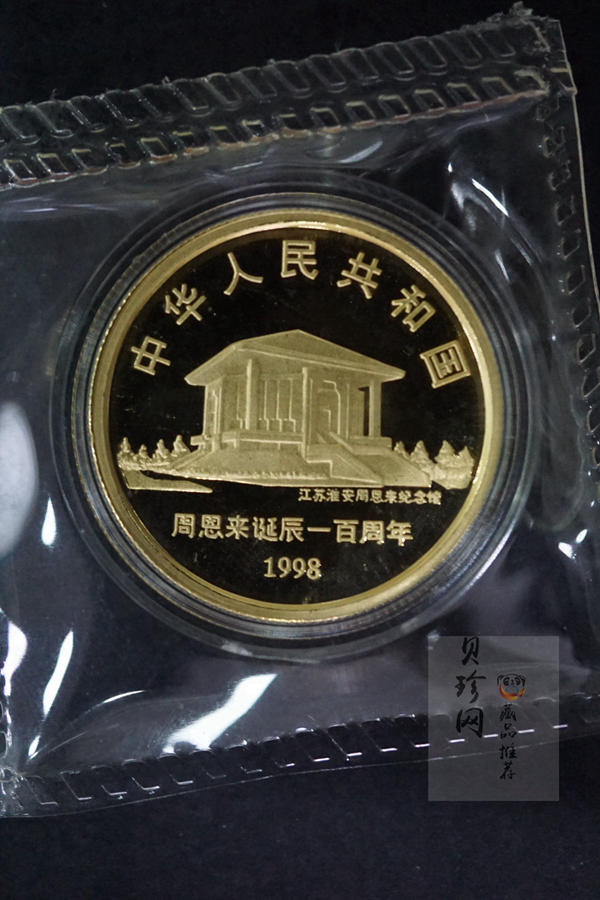 中华人民共和国
江苏淮安周恩来纪念馆
周恩来诞辰一百周年
1998
贝珍网
藏品推荐